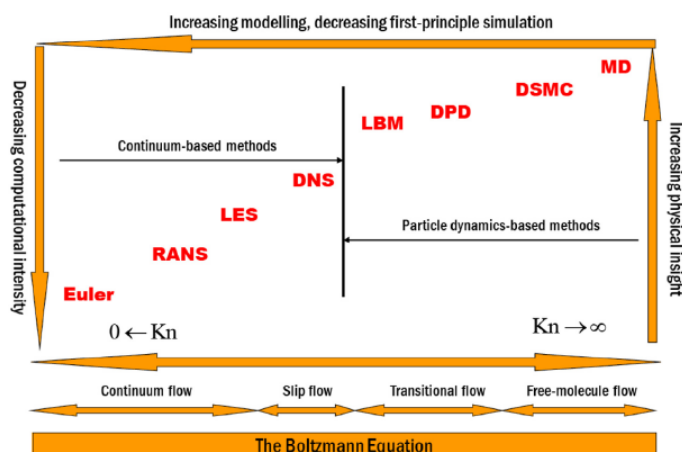 Increasing modelling, decreasing first-principle simulation
Decreasing computational intensity
MD
DSMC
DPD
LBM
Continuum-based methods
DNS
LES
Particle dynamics-based methods
RANS
Euler
Increasing physical insight
0 ← Kn
Kn → ∞
Continuum flow
Slip flow
Transitional flow
Free-molecule flow
The Boltzmann Equation